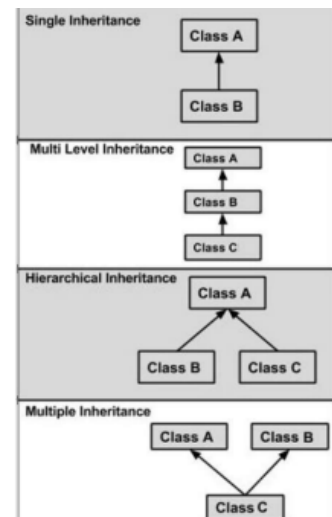 Single Inheritance
Class A
Class B
Multi Level Inheritance
Class A
Class B
Class C
Hierarchical Inheritance
Class A
Class B Class C
Multiple Inheritance
Class A Class B
Class C